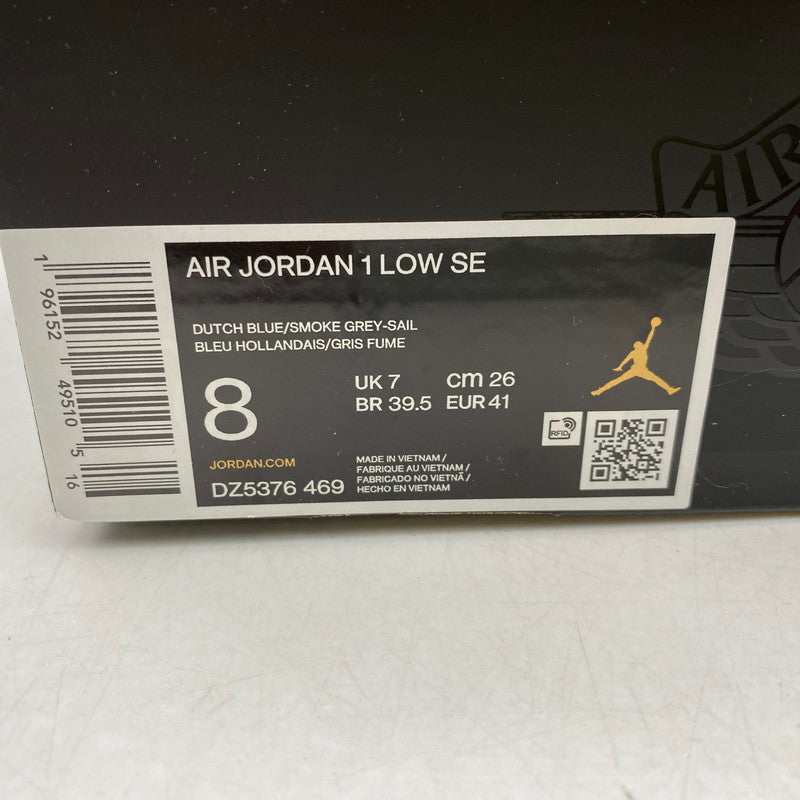 AIR
AIR JORDAN 1 LOW SE
DUTCH BLUE/SMOKE GREY-SAIL
BLEU HOLLANDAIS/GRIS FUME
8
UK 7 cm 26
BR 39.5 EUR 41
RFID
JORDAN.COM
DZ5376 469
MADE IN VIETNAM /
FABRIQUE AU VIETNAM /
FABRICADO NO VIETNÃ /
HECHO EN VIETNAM
1 96152 49510 5 16